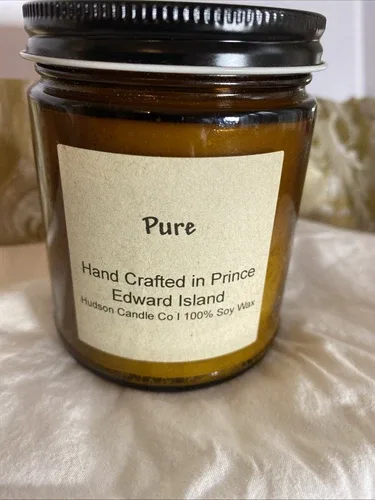 Pure
Hand Crafted in Prince
Edward Island
Hudson Candle Co | 100% Soy Wax